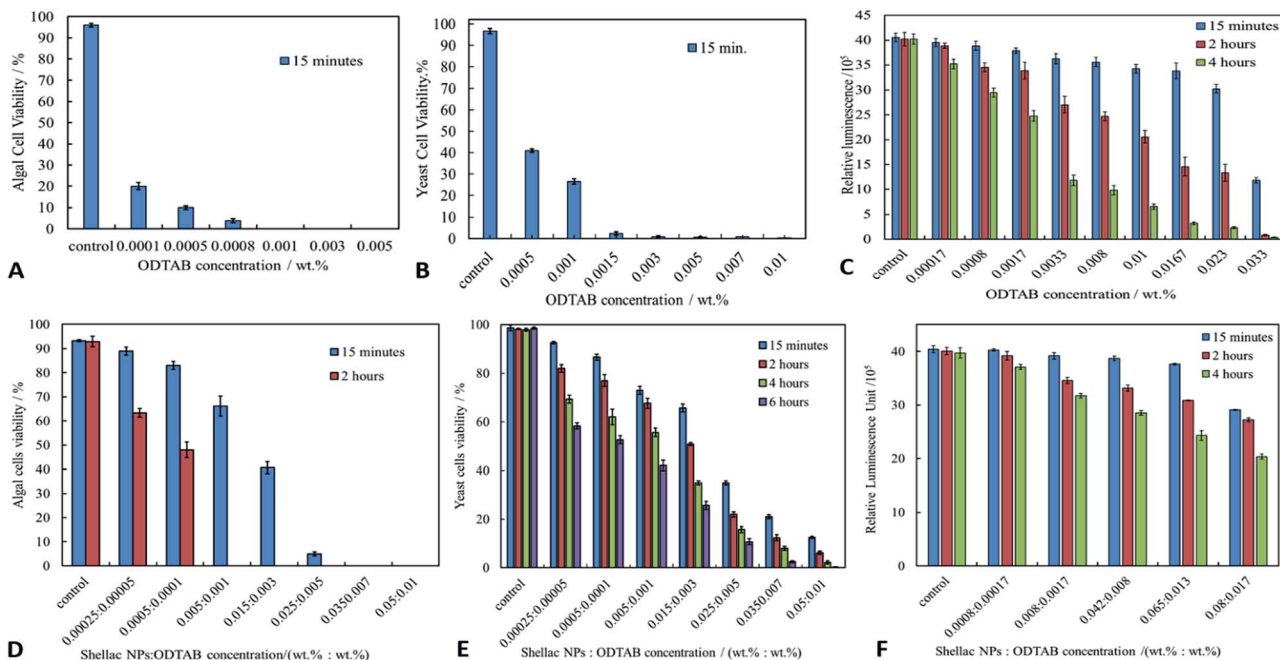 100
90
80
70
60
50
40
30
20
10
0
Algal Cell Viability / %
15 minutes
control 0.0001 0.0005 0.0008 0.001 0.003 0.005
ODTAB concentration / wt.%
A
100
90
80
70
60
50
40
30
20
10
0
Yeast Cell Viability.%
15 min.
control 0.0005 0.001 0.0015 0.003 0.005 0.007 0.01
ODTAB concentration / wt.%
B
40
35
30
25
20
15
10
5
0
Relative luminescence /10⁵
15 minutes
2 hours
4 hours
control 0.00017 0.0008 0.0017 0.0033 0.008 0.01 0.0167 0.023 0.033
ODTAB concentration / wt.%
C
100
90
80
70
60
50
40
30
20
10
0
Algal cells viability / %
15 minutes
2 hours
control 0.00025:0.00005 0.0005:0.0001 0.005:0.001 0.015:0.003 0.025:0.005 0.0350:007 0.05:0.01
Shellac NPs:ODTAB concentration/(wt.% : wt.%)
D
100
80
60
40
20
0
Yeast cells viability / %
15 minutes
2 hours
4 hours
6 hours
control 0.00025:0.00005 0.0005:0.0001 0.005:0.001 0.015:0.003 0.025:0.005 0.0350:007 0.05:0.01
Shellac NPs : ODTAB concentration / (wt.% : wt.%)
E
40
30
20
10
0
Relative Luminescence Unit /10⁵
15 minutes
2 hours
4 hours
control 0.0008:0.00017 0.008:0.0017 0.042:0.008 0.065:0.013 0.08:0.017
Shellac NPs : ODTAB concentration / (wt.% : wt.%)
F